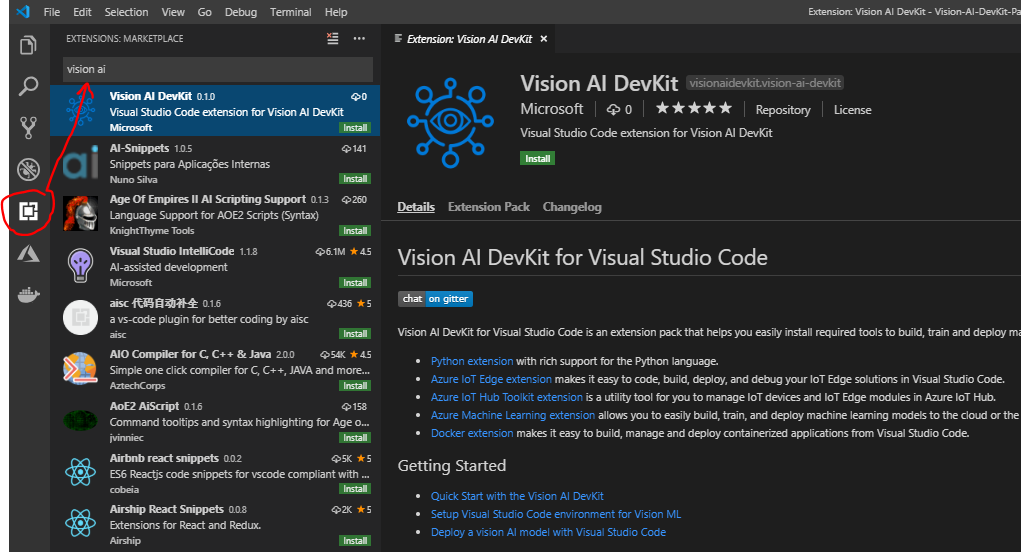 File Edit Selection View Go Debug Terminal Help
Extension: Vision AI DevKit - Vision-AI-DevKit-Pa
EXTENSIONS: MARKETPLACE
vision ai
Vision AI DevKit 0.1.0 0
Visual Studio Code extension for Vision AI DevKit
Microsoft Install
AI-Snippets 1.0.5 141
Snippets para Aplicações Internas
Nuno Silva Install
Age Of Empires II AI Scripting Support 0.1.3 260
Language Support for AOE2 Scripts (Syntax)
KnightThyme Tools Install
Visual Studio IntelliCode 1.1.8 6.1M ★ 4.5
AI-assisted development
Microsoft Install
aisc 代码自动补全 0.1.6 436 ★ 5
a vs-code plugin for better coding by aisc
aisc Install
AIO Compiler for C, C++ & Java 2.0.0 54K ★ 4.5
Simple one click compiler for C, C++, JAVA and more...
AztechCorps Install
AoE2 AiScript 0.1.6 158
Command tooltips and syntax highlighting for Age o...
jvinniec Install
Airbnb react snippets 0.0.2 5K ★ 5
ES6 Reactjs code snippets for vscode compliant with ...
cobeia Install
Airship React Snippets 0.0.8 2K ★ 5
Extensions for React and Redux.
Airship Install
Extension: Vision AI DevKit ×
Vision AI DevKit visionaidevkit.vision-ai-devkit
Microsoft 0 ★★★★★ Repository License
Visual Studio Code extension for Vision AI DevKit
Install
Details Extension Pack Changelog
Vision AI DevKit for Visual Studio Code
chat on gitter
Vision AI DevKit for Visual Studio Code is an extension pack that helps you easily install required tools to build, train and deploy ma
• Python extension with rich support for the Python language.
• Azure IoT Edge extension makes it easy to code, build, deploy, and debug your IoT Edge solutions in Visual Studio Code.
• Azure IoT Hub Toolkit extension is a utility tool for you to manage IoT devices and IoT Edge modules in Azure IoT Hub.
• Azure Machine Learning extension allows you to easily build, train, and deploy machine learning models to the cloud or the
• Docker extension makes it easy to build, manage and deploy containerized applications from Visual Studio Code.
Getting Started
• Quick Start with the Vision AI DevKit
• Setup Visual Studio Code environment for Vision ML
• Deploy a vision AI model with Visual Studio Code